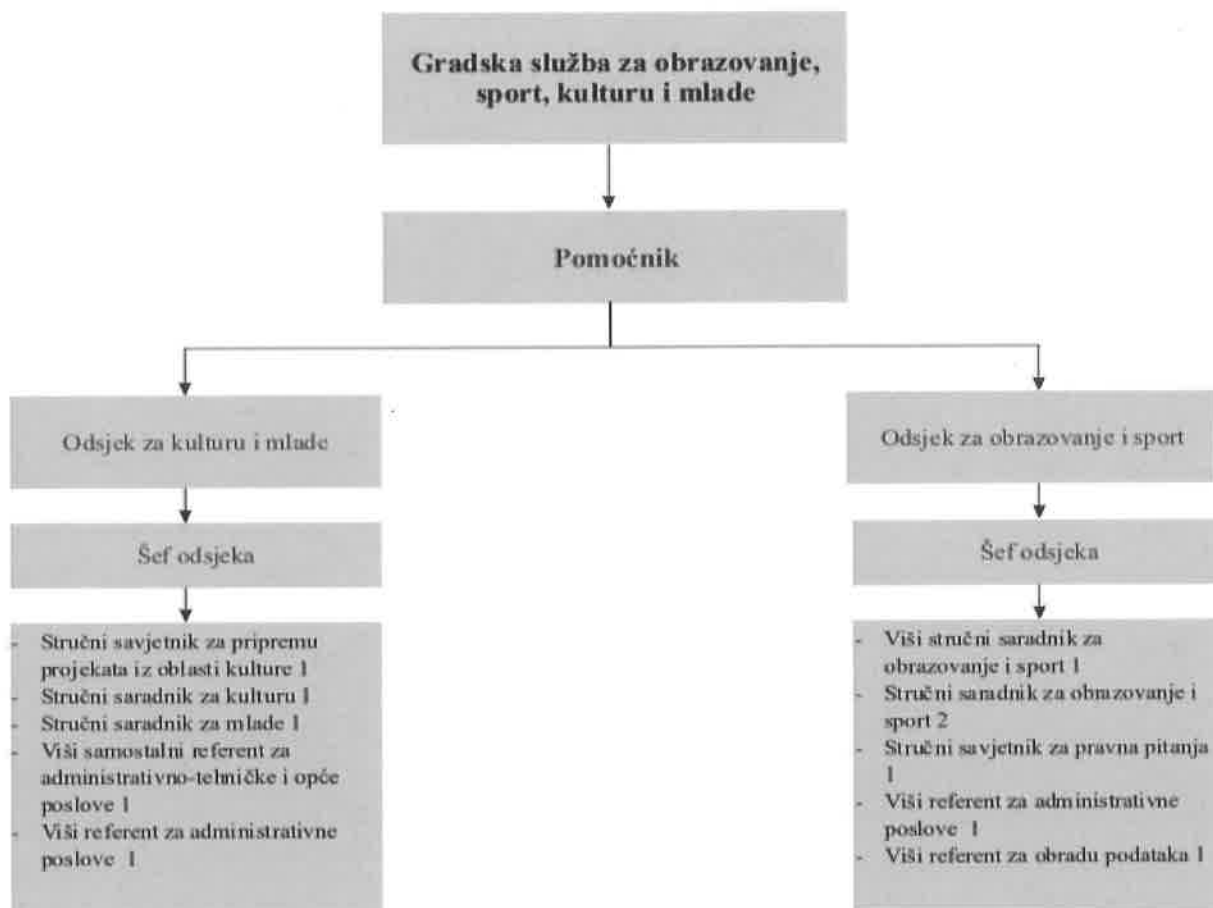 Gradska služba za obrazovanje,
sport, kulturu i mlade
Pomoćnik
Odsjek za kulturu i mlade
Šef odsjeka
- Stručni savjetnik za pripremu
projekata iz oblasti kulture 1
- Stručni saradnik za kulturu 1
- Stručni saradnik za mlade 1
- Viši samostalni referent za
administrativno-tehničke i opće
poslove 1
- Viši referent za administrativne
poslove 1
Odsjek za obrazovanje i sport
Šef odsjeka
- Viši stručni saradnik za
obrazovanje i sport 1
- Stručni saradnik za obrazovanje i
sport 2
- Stručni savjetnik za pravna pitanja
1
- Viši referent za administrativne
poslove 1
- Viši referent za obradu podataka 1